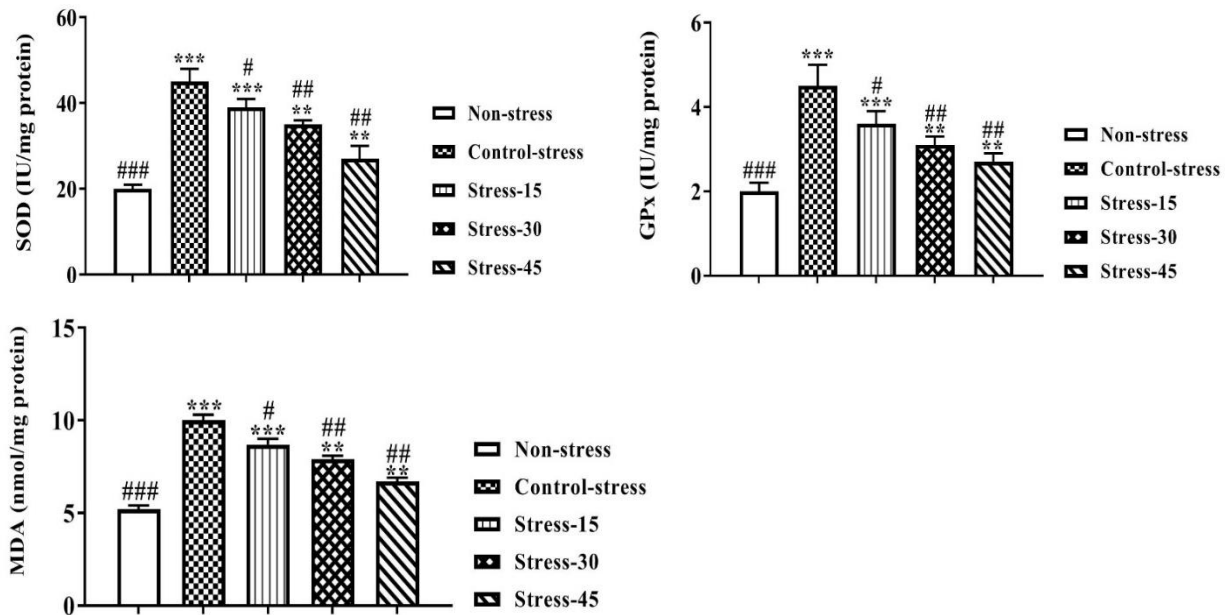 SOD (IU/mg protein)
60
40
20
0
###
***
#
***
##
**
##
**
Non-stress
Control-stress
Stress-15
Stress-30
Stress-45
GPx (IU/mg protein)
6
4
2
0
###
***
#
***
##
**
##
**
Non-stress
Control-stress
Stress-15
Stress-30
Stress-45
MDA (nmol/mg protein)
15
10
5
0
###
***
#
***
##
**
##
**
Non-stress
Control-stress
Stress-15
Stress-30
Stress-45